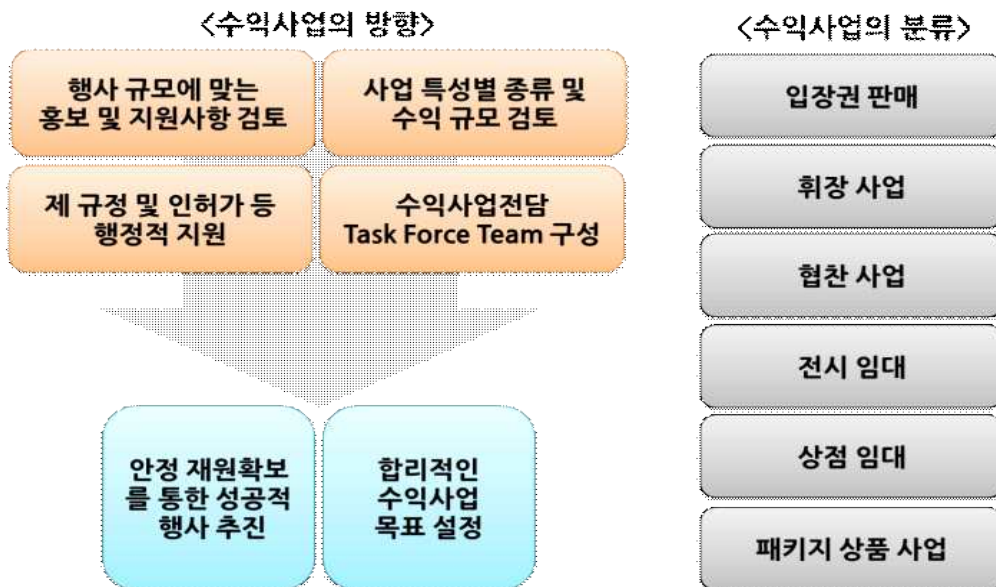 <수익사업의 방향>
행사 규모에 맞는
홍보 및 지원사항 검토
사업 특성별 종류 및
수익 규모 검토
제 규정 및 인허가 등
행정적 지원
수익사업전담
Task Force Team 구성
안정 재원확보
를 통한 성공적
행사 추진
합리적인
수익사업
목표 설정
<수익사업의 분류>
입장권 판매
휘장 사업
협찬 사업
전시 임대
상점 임대
패키지 상품 사업